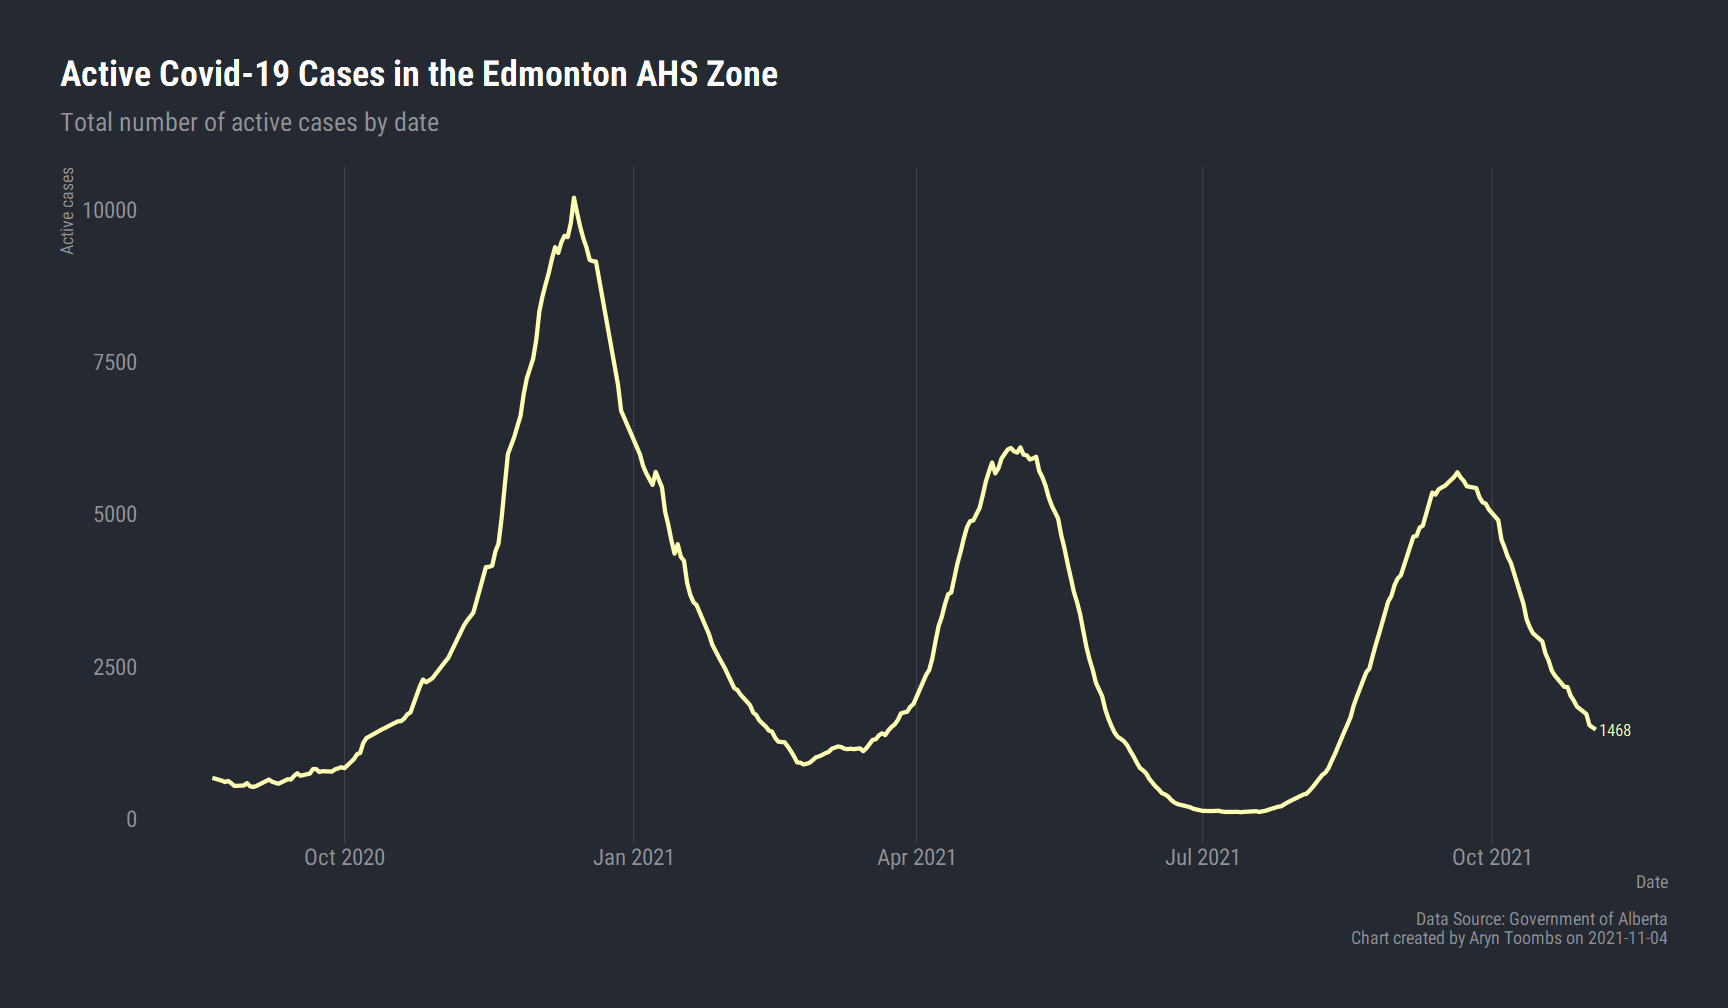 Active Covid-19 Cases in the Edmonton AHS Zone
Total number of active cases by date
Active cases
10000
7500
5000
2500
0
1468
Oct 2020
Jan 2021
Apr 2021
Jul 2021
Oct 2021
Date
Data Source: Government of Alberta
Chart created by Aryn Toombs on 2021-11-04